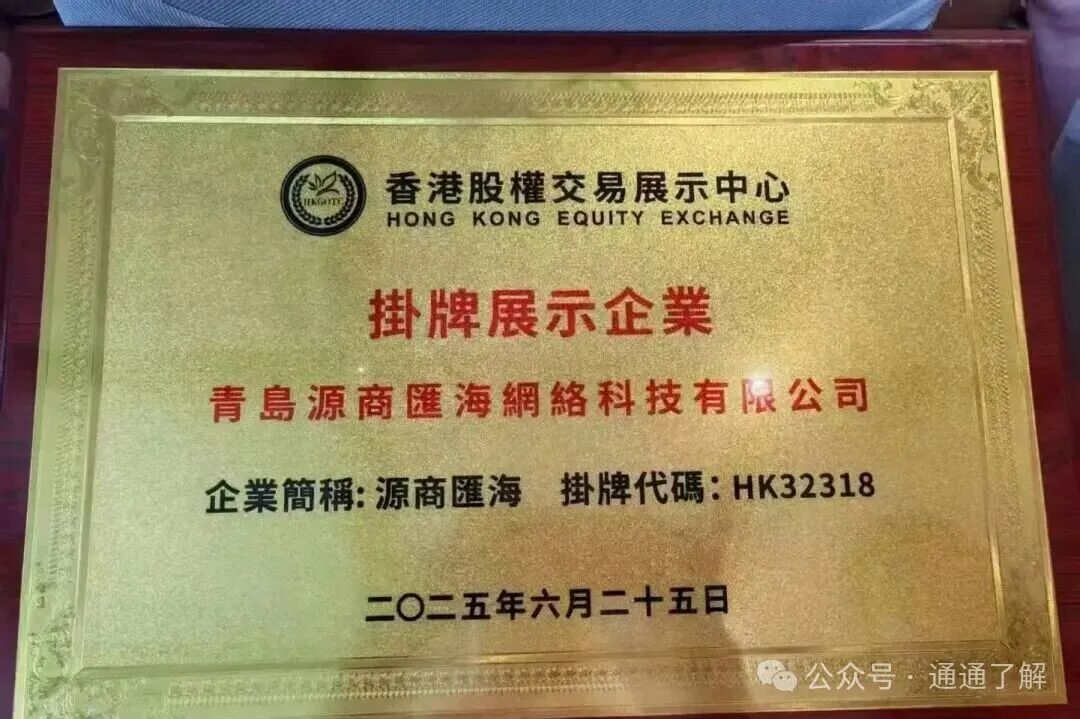 HKGOTC
香港股權交易展示中心
HONG KONG EQUITY EXCHANGE
掛牌展示企業
青島源商匯海網絡科技有限公司
企業簡稱: 源商匯海 掛牌代碼: HK32318
二〇二五年六月二十五日
公众号 · 通通了解